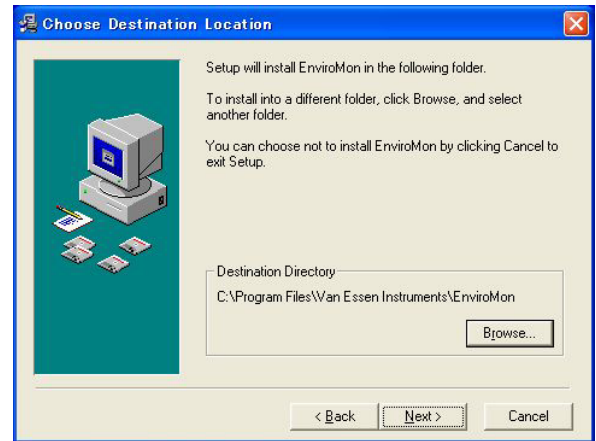 Choose Destination Location
Setup will install EnviroMon in the following folder.
To install into a different folder, click Browse, and select
another folder.
You can choose not to install EnviroMon by clicking Cancel to
exit Setup.
Destination Directory
C:\Program Files\Van Essen Instruments\EnviroMon
Browse...
< Back
Next >
Cancel